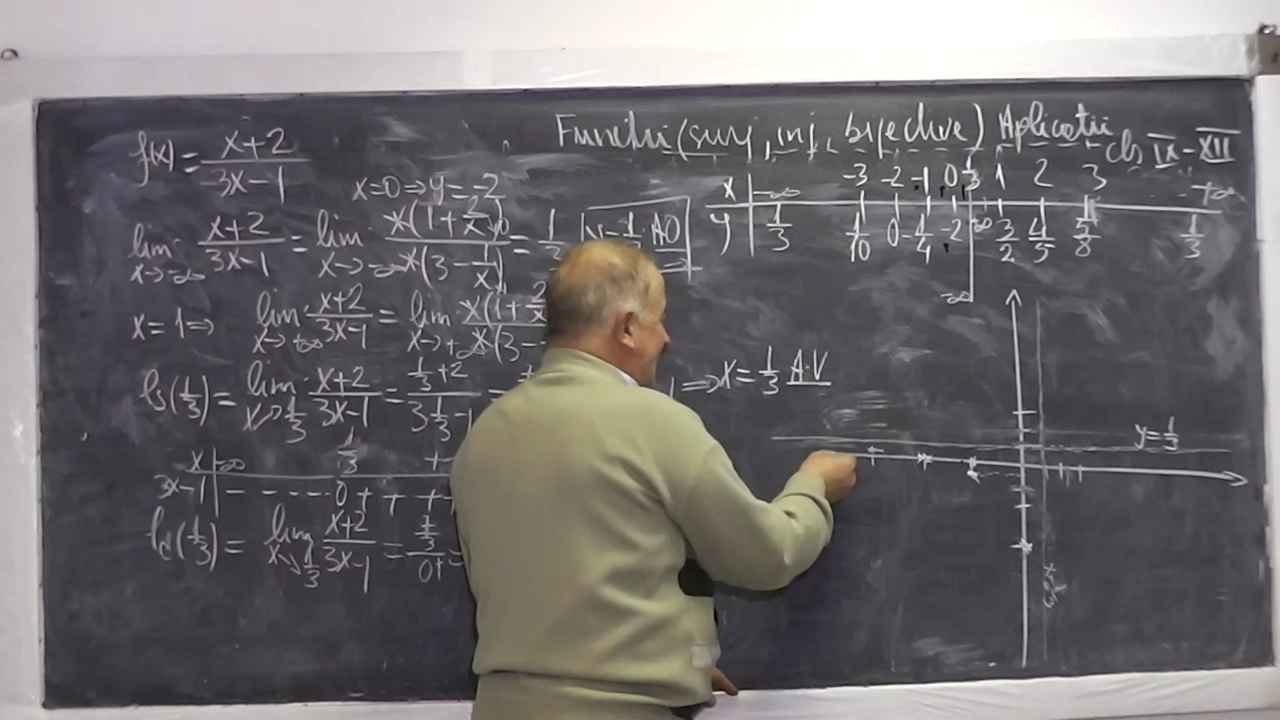 Funcții (surj, inj, bijective) Aplicații cls IX-XII
f(x) = (x+2)/(3x-1)
x=0 ⇒ y=-2
lim x→-∞ (x+2)/(3x-1) = lim x→-∞ x(1+2/x)/x(3-1/x) = 1/3 AO
x=1 ⇒ lim x→+∞ (x+2)/(3x-1) = lim x→+∞ x(1+2/x
ls(1/3) = lim x↗1/3 (x+2)/(3x-1) = (1/3+2)/(3·1/3-1) =
⇒ x = 1/3 A.V
x -∞ 1/3 +
3x-1 - - - - - 0 + + +
ld(1/3) = lim x↘1/3 (x+2)/(3x-1) = (7/3)/0+ =
x -∞ -3 -2 -1 0 1/3 1 2 3 +∞
y 1/3 1/10 0 -1/4 -2 -∞ ∞ 3/2 4/5 5/8 1/3
y=1/3